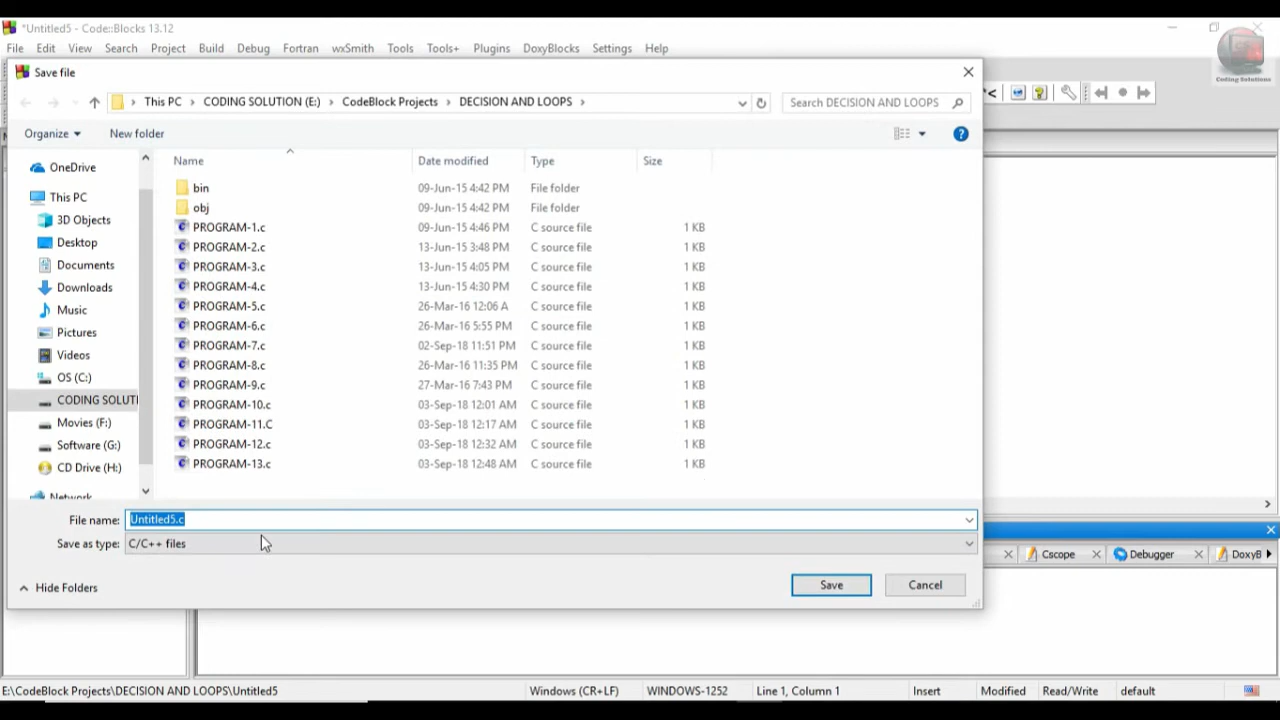 *Untitled5 - Code::Blocks 13.12
File Edit View Search Project Build Debug Fortran wxSmith Tools Tools+ Plugins DoxyBlocks Settings Help
Coding Solutions
Save file
This PC > CODING SOLUTION (E:) > CodeBlock Projects > DECISION AND LOOPS >
Search DECISION AND LOOPS
Organize New folder
Name Date modified Type Size
OneDrive
This PC
3D Objects
Desktop
Documents
Downloads
Music
Pictures
Videos
OS (C:)
CODING SOLUTI
Movies (F:)
Software (G:)
CD Drive (H:)
Network
bin 09-Jun-15 4:42 PM File folder
obj 09-Jun-15 4:42 PM File folder
PROGRAM-1.c 09-Jun-15 4:46 PM C source file 1 KB
PROGRAM-2.c 13-Jun-15 3:48 PM C source file 1 KB
PROGRAM-3.c 13-Jun-15 4:05 PM C source file 1 KB
PROGRAM-4.c 13-Jun-15 4:30 PM C source file 1 KB
PROGRAM-5.c 26-Mar-16 12:06 A C source file 1 KB
PROGRAM-6.c 26-Mar-16 5:55 PM C source file 1 KB
PROGRAM-7.c 02-Sep-18 11:51 PM C source file 1 KB
PROGRAM-8.c 26-Mar-16 11:35 PM C source file 1 KB
PROGRAM-9.c 27-Mar-16 7:43 PM C source file 1 KB
PROGRAM-10.c 03-Sep-18 12:01 AM C source file 1 KB
PROGRAM-11.C 03-Sep-18 12:17 AM C source file 1 KB
PROGRAM-12.c 03-Sep-18 12:32 AM C source file 1 KB
PROGRAM-13.c 03-Sep-18 12:48 AM C source file 1 KB
File name: Untitled5.c
Save as type: C/C++ files
Hide Folders Save Cancel
Cscope Debugger DoxyB
E:\CodeBlock Projects\DECISION AND LOOPS\Untitled5 Windows (CR+LF) WINDOWS-1252 Line 1, Column 1 Insert Modified Read/Write default